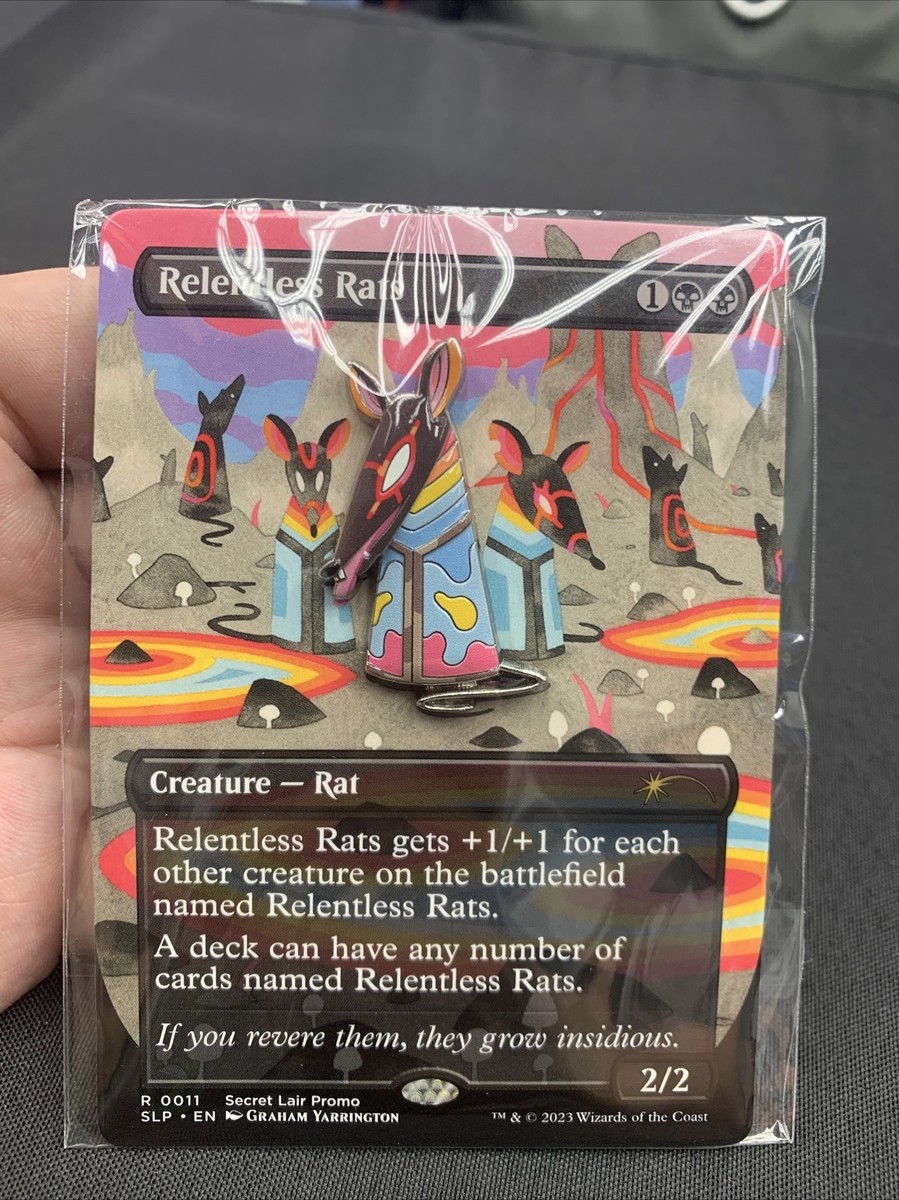 Relentless Rats 1
Creature — Rat
Relentless Rats gets +1/+1 for each
other creature on the battlefield
named Relentless Rats.
A deck can have any number of
cards named Relentless Rats.
If you revere them, they grow insidious.
2/2
R 0011 Secret Lair Promo
SLP • EN GRAHAM YARRINGTON ™ & © 2023 Wizards of the Coast